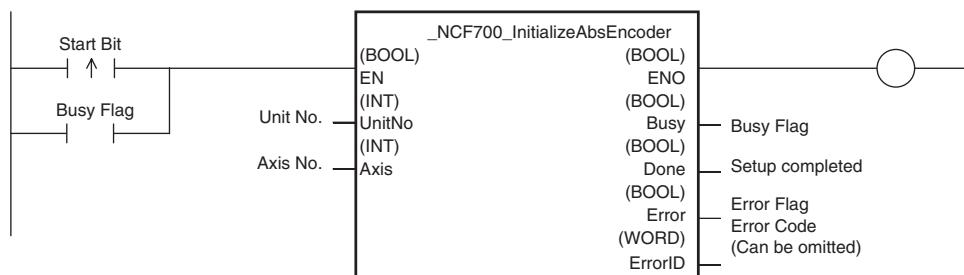 _NCF700_InitializeAbsEncoder
Start Bit
(BOOL) (BOOL)
EN ENO
Busy Flag
(INT) (BOOL)
Unit No. UnitNo Busy Busy Flag
(INT) (BOOL)
Axis No. Axis Done Setup completed
(BOOL)
Error Error Flag
Error Code
(WORD) (Can be omitted)
ErrorID